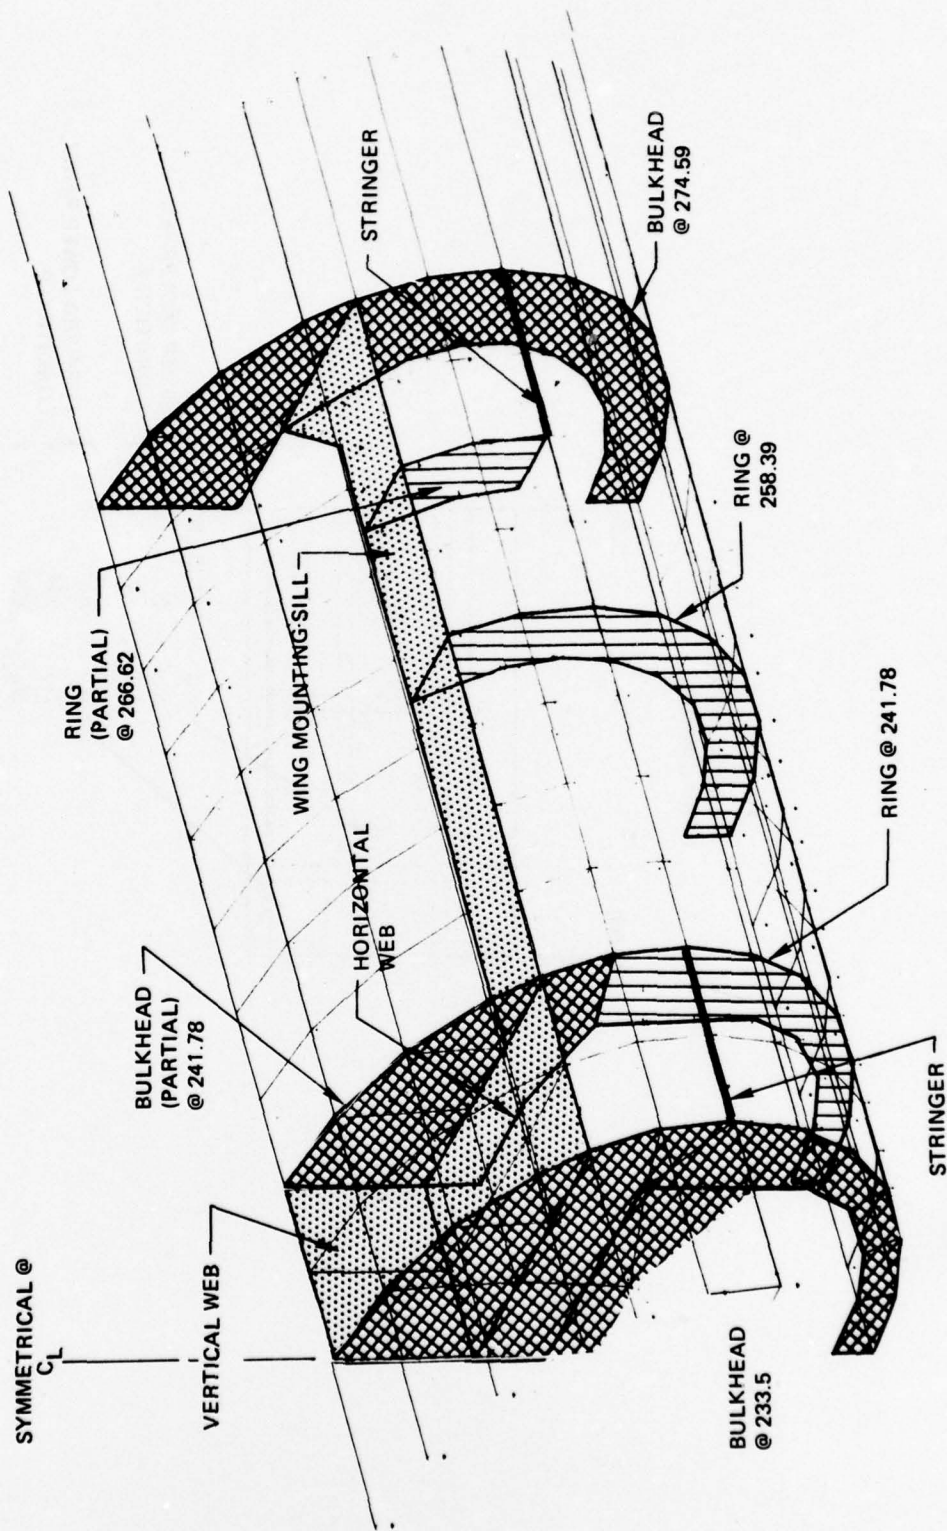 SYMMETRICAL @
CL
VERTICAL WEB
BULKHEAD
(PARTIAL)
@ 241.78
HORIZONTAL
WEB
RING
(PARTIAL)
@ 266.62
WING MOUNTING SILL
STRINGER
BULKHEAD
@ 274.59
RING @
258.39
RING @ 241.78
STRINGER
BULKHEAD
@ 233.5